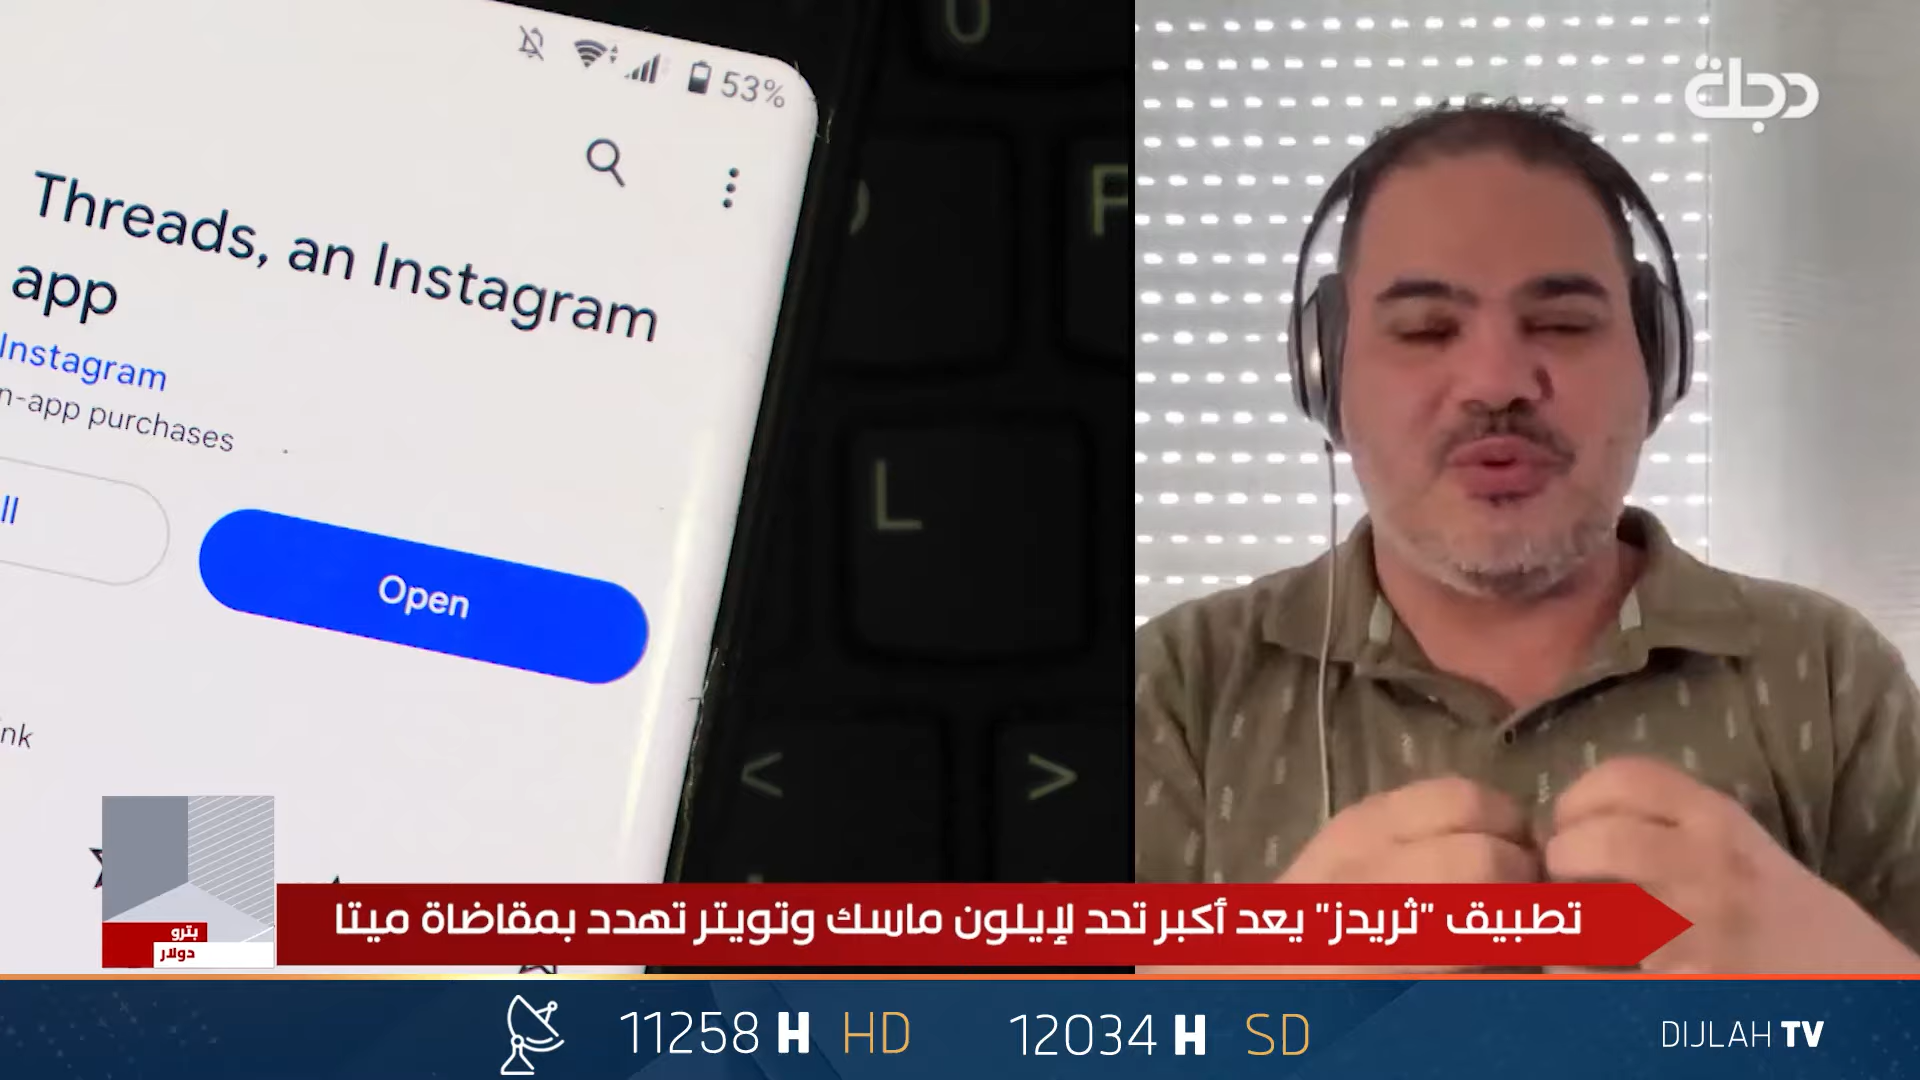 53%
Threads, an Instagram
app
Instagram
n-app purchases
ll
Open
nk
O
P
L
<
>
دجلة
تطبيق "ثريدز" يعد أكبر تحد لإيلون ماسك وتويتر تهدد بمقاضاة ميتا
بترو
دولار
11258 H HD 12034 H SD
DIJLAH TV